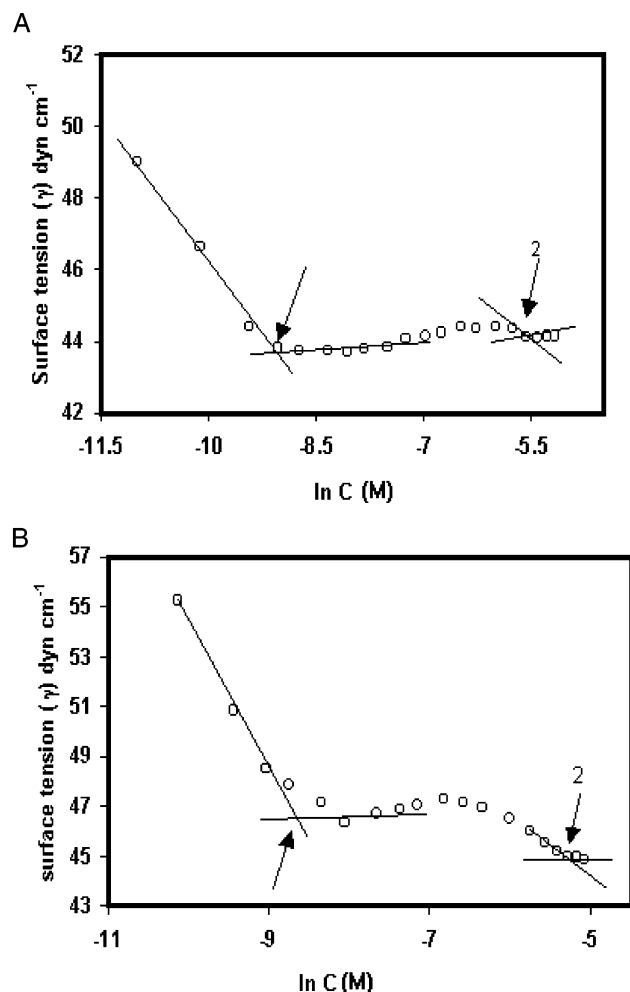 A
Surface tension (γ) dyn cm-1
52
50
48
46
44
42
2
-11.5 -10 -8.5 -7 -5.5
ln C (M)
B
surface tension (γ) dyn cm-1
57
55
53
51
49
47
45
43
2
-11 -9 -7 -5
ln C (M)